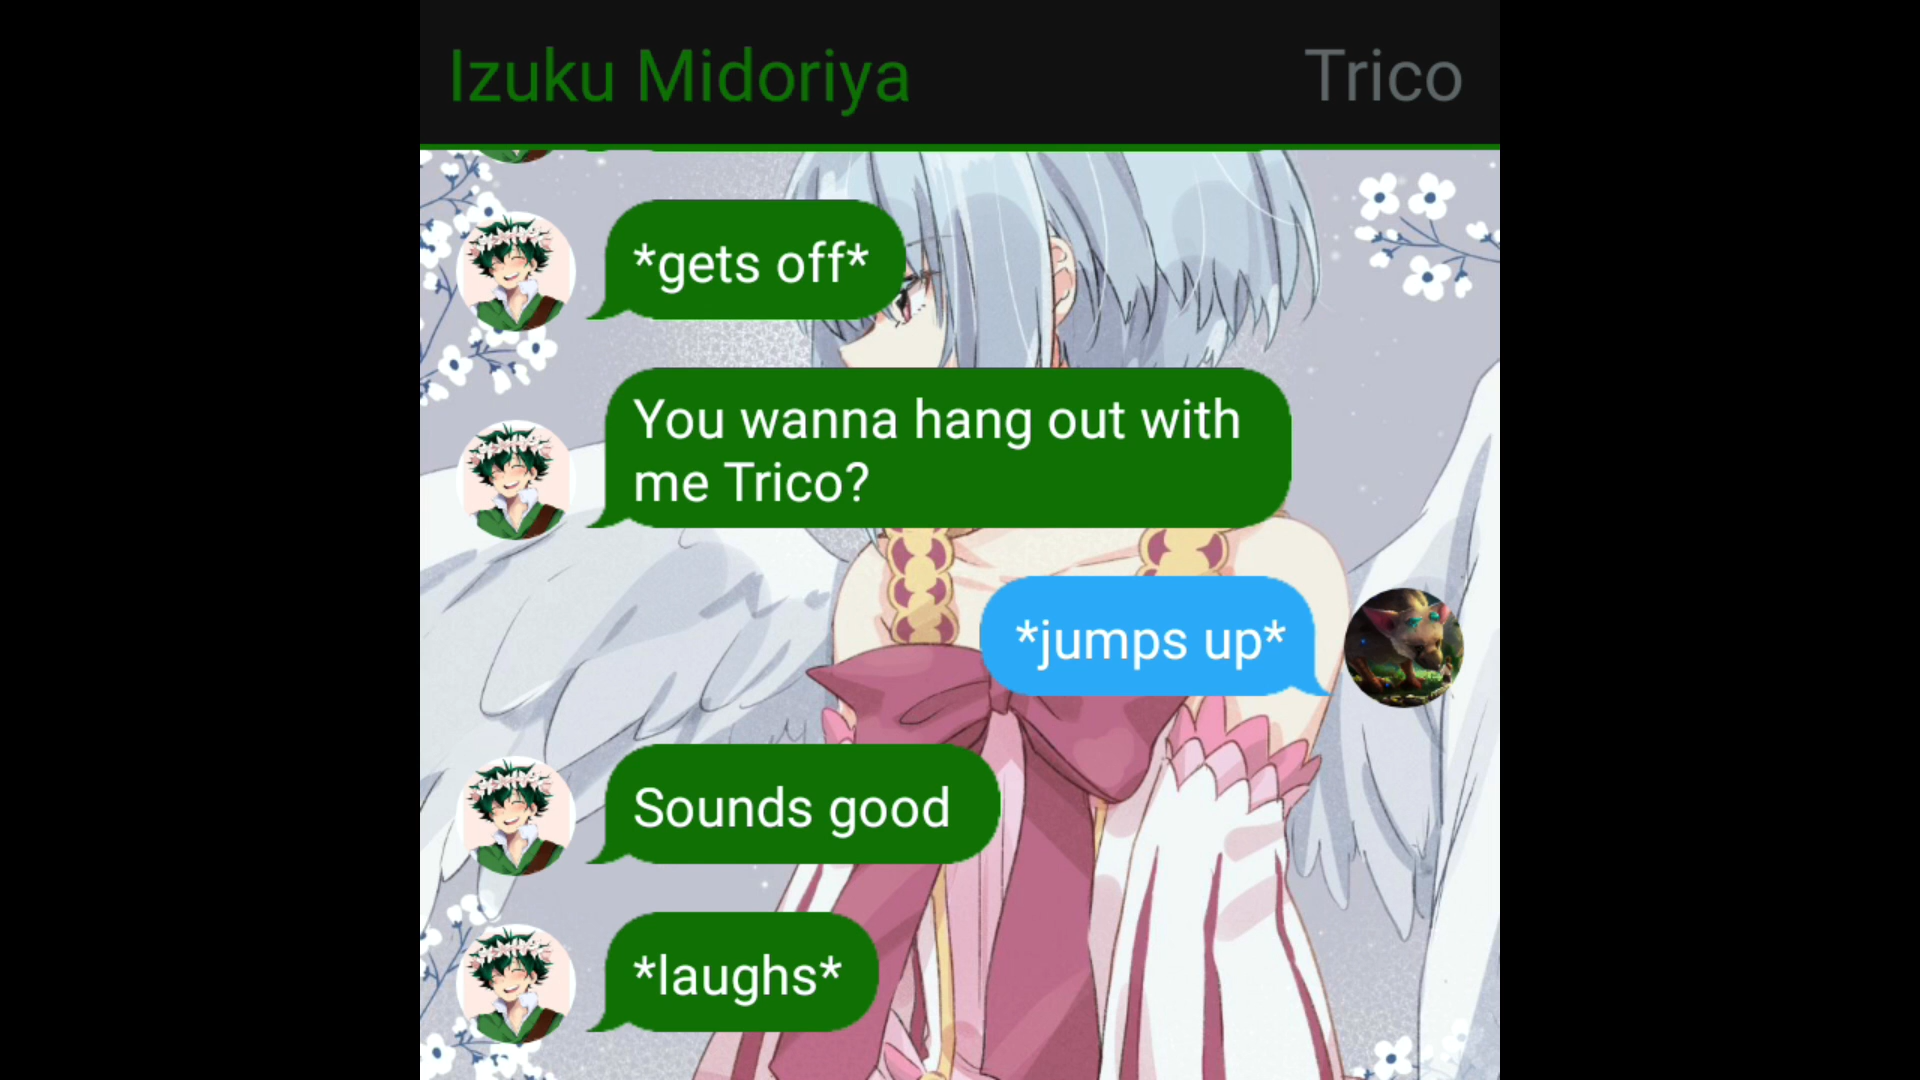 Izuku Midoriya
Trico
*gets off*
You wanna hang out with
me Trico?
*jumps up*
Sounds good
*laughs*